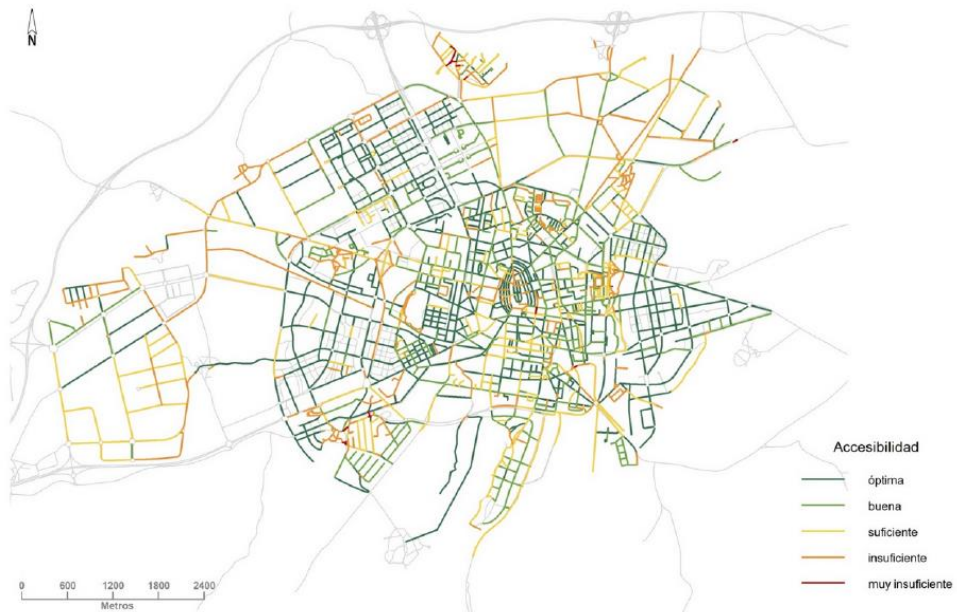 N
Accesibilidad
óptima
buena
suficiente
insuficiente
muy insuficiente
0 600 1200 1800 2400
Metros